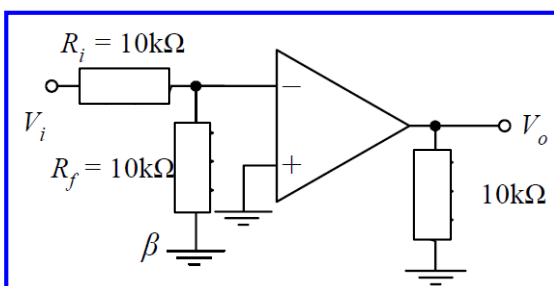 R_i = 10kΩ
V_i
−
+
V_o
R_f = 10kΩ
10kΩ
β